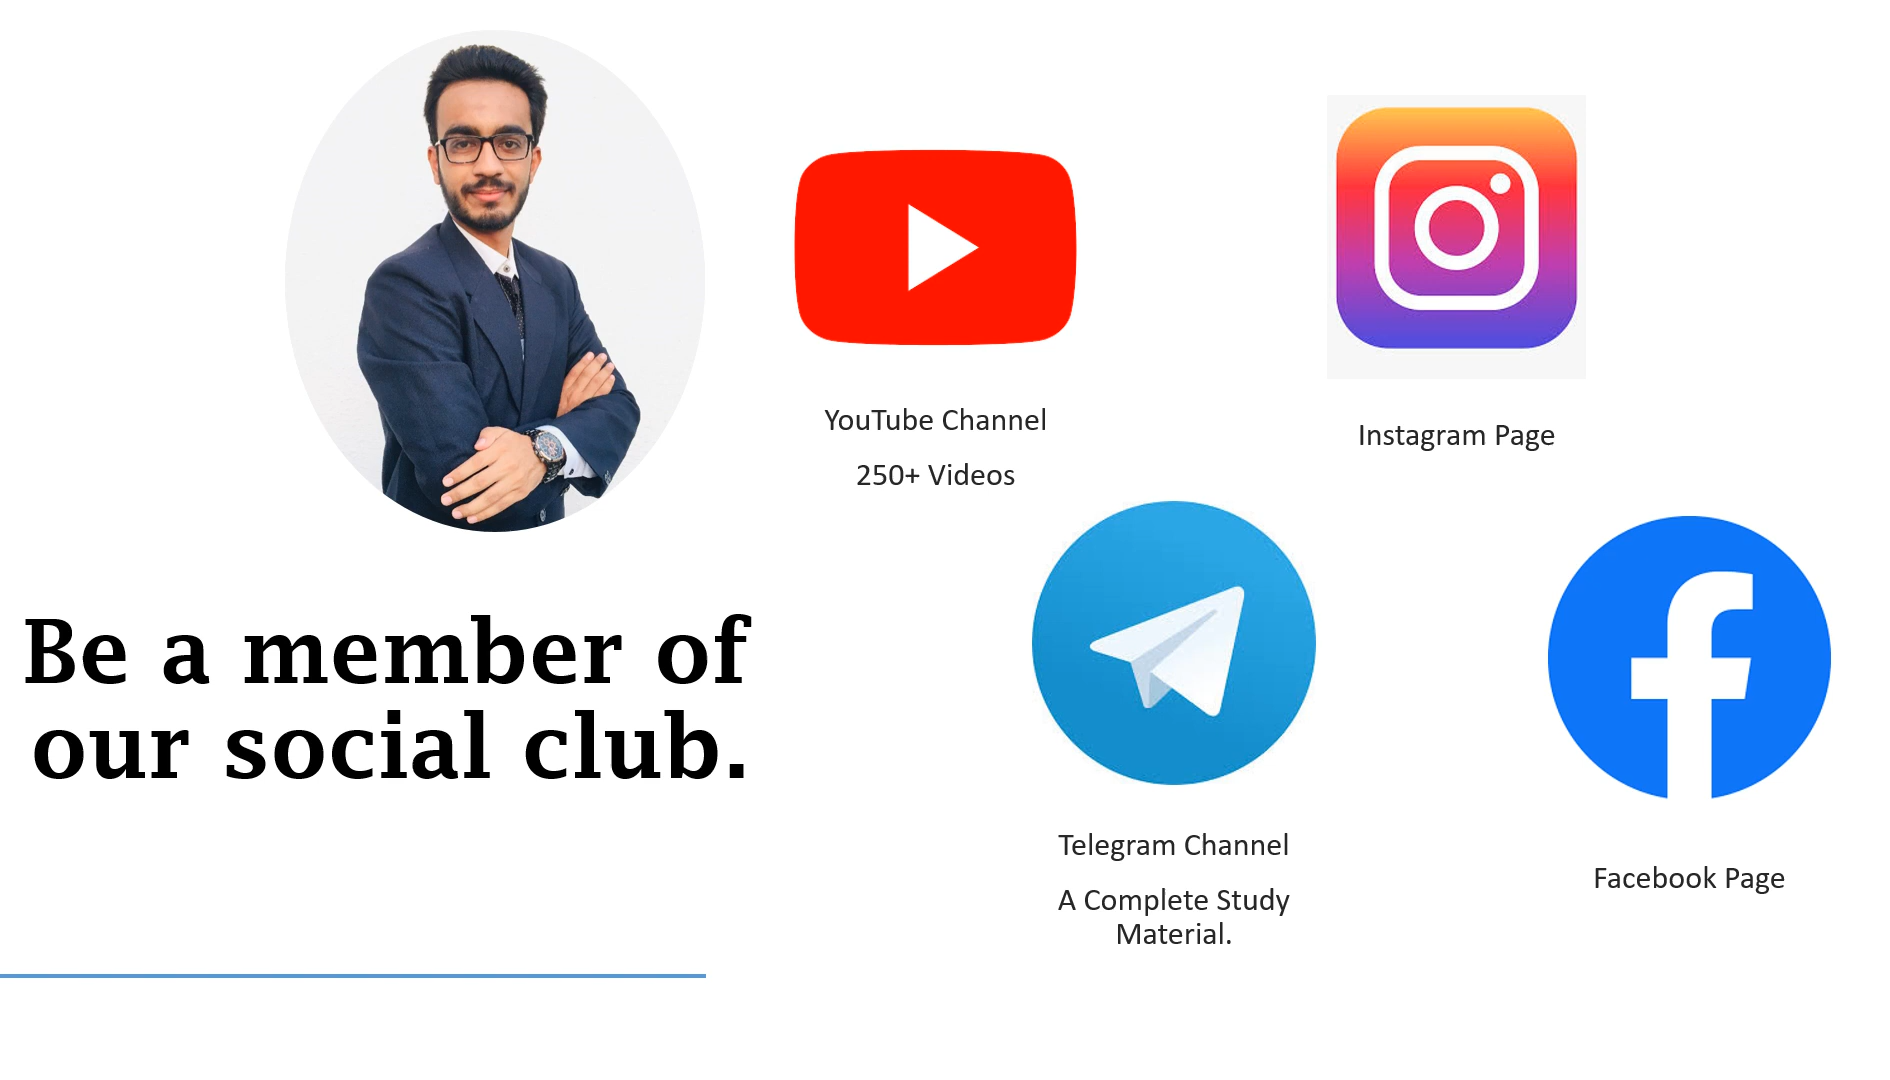 YouTube Channel
250+ Videos
Instagram Page
Be a member of
our social club.
Telegram Channel
A Complete Study
Material.
Facebook Page